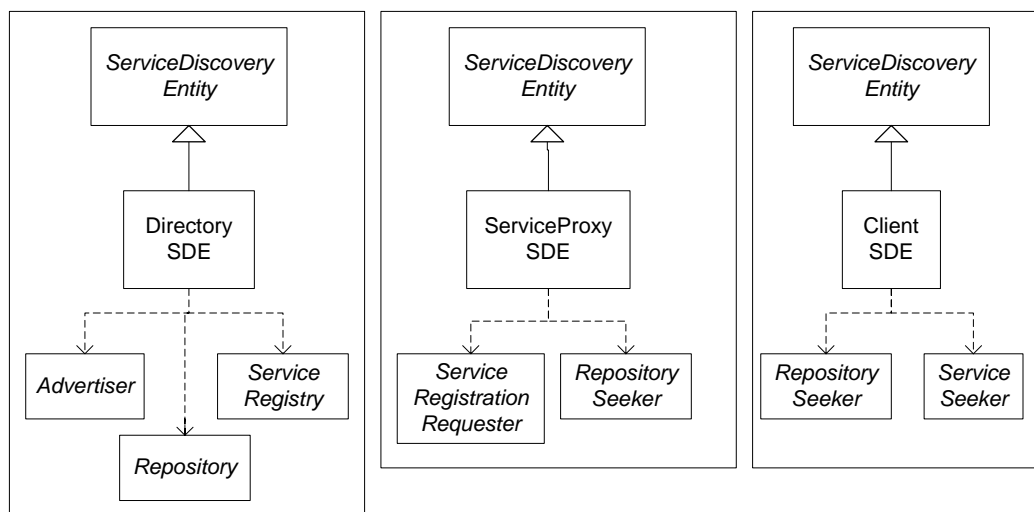 ServiceDiscovery
Entity
Directory
SDE
Advertiser
Service
Registry
Repository
ServiceDiscovery
Entity
ServiceProxy
SDE
Service
Registration
Requester
Repository
Seeker
ServiceDiscovery
Entity
Client
SDE
Repository
Seeker
Service
Seeker